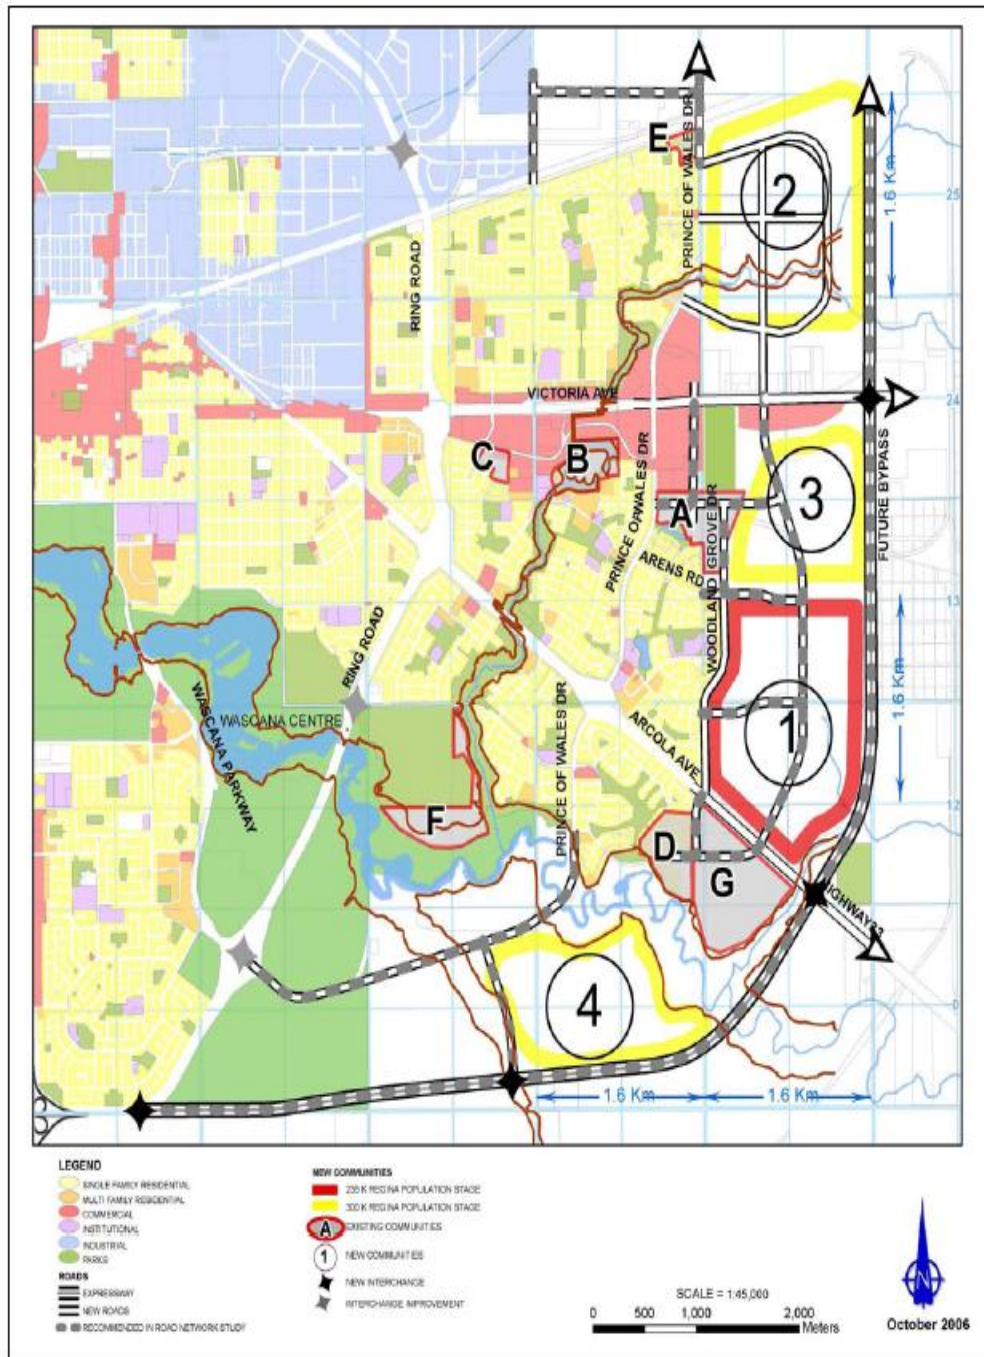 E
PRINCE OF WALES DR
2
1.6 Km
25
RING ROAD
VICTORIA AVE
24
C
B
PRINCE OF WALES DR
A
3
WOODLAND GROVE DR
FUTURE BYPASS
ARENS RD
13
RING ROAD
WASCANA CENTRE
WASCANA PARKWAY
PRINCE OF WALES DR
ARCOLA AVE
1
1.6 Km
12
F
D
G
4
1.6 Km
1.6 Km
LEGEND
SINGLE FAMILY RESIDENTIAL
MULTI FAMILY RESIDENTIAL
COMMERCIAL
INSTITUTIONAL
INDUSTRIAL
PARKS
ROADS
EXPRESSWAY
NEW ROADS
RECOMMENDED IN ROAD NETWORK STUDY
NEW COMMUNITIES
235 K REGINA POPULATION STAGE
300 K REGINA POPULATION STAGE
A EXISTING COMMUNITIES
1 NEW COMMUNITIES
NEW INTERCHANGE
INTERCHANGE IMPROVEMENT
SCALE = 1:45,000
0 500 1,000 2,000
Meters
N
October 2006